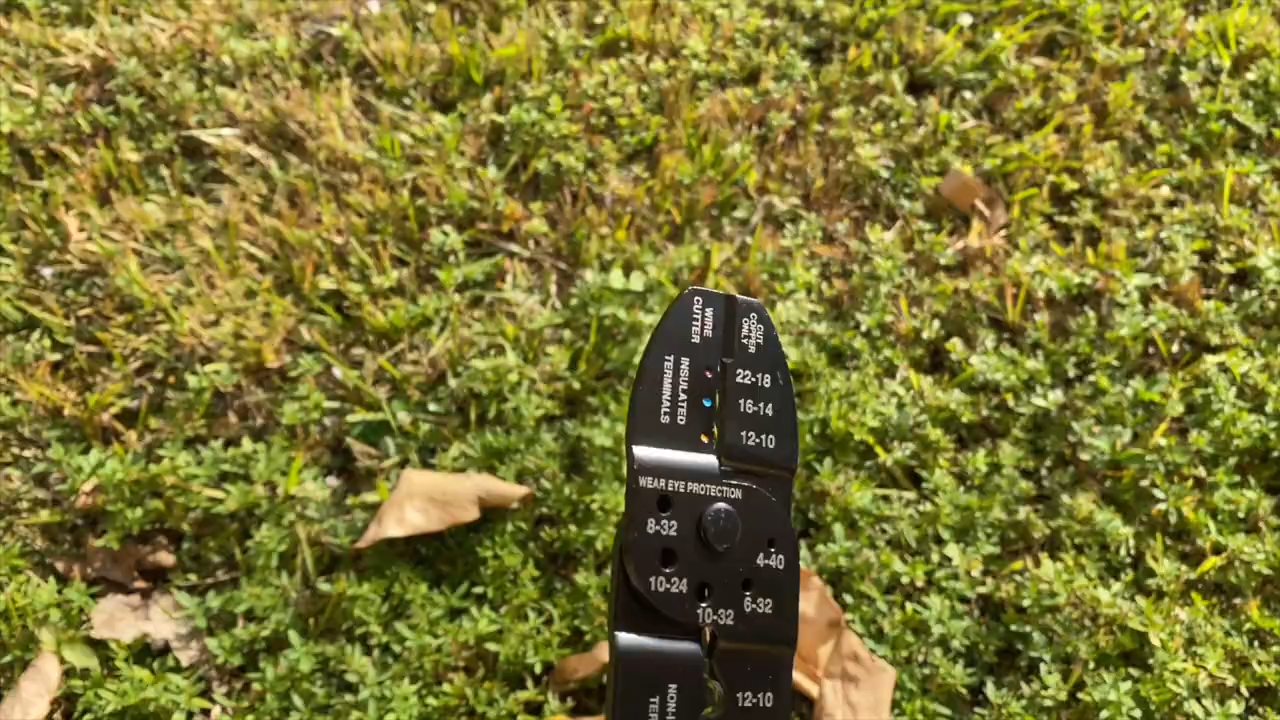 WIRE
CUTTER
CUT
COPPER
ONLY
INSULATED
TERMINALS
22-18
16-14
12-10
WEAR EYE PROTECTION
8-32
4-40
10-24
6-32
10-32
12-10